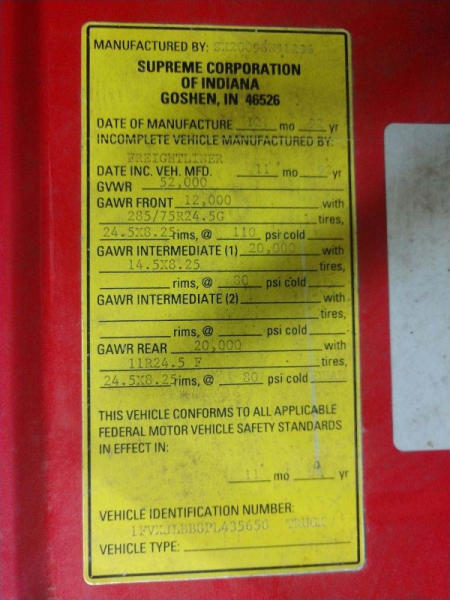 MANUFACTURED BY:
SUPREME CORPORATION
OF INDIANA
GOSHEN, IN 46526
DATE OF MANUFACTURE mo yr
INCOMPLETE VEHICLE MANUFACTURED BY:
FREIGHTLINER
DATE INC. VEH. MFD. 11 mo yr
GVWR 52,000
GAWR FRONT 12,000 with
285/75R24.5G tires,
24.5X8.25 rims, @ 110 psi cold
GAWR INTERMEDIATE (1) 20,000 with
14.5X8.25 tires,
rims, @ 80 psi cold
GAWR INTERMEDIATE (2) with
tires,
rims, @ psi cold
GAWR REAR 20,000 with
11R24.5 F tires,
24.5X8.25 rims, @ 80 psi cold
THIS VEHICLE CONFORMS TO ALL APPLICABLE
FEDERAL MOTOR VEHICLE SAFETY STANDARDS
IN EFFECT IN:
11 mo yr
VEHICLE IDENTIFICATION NUMBER:
TRUCK
VEHICLE TYPE: